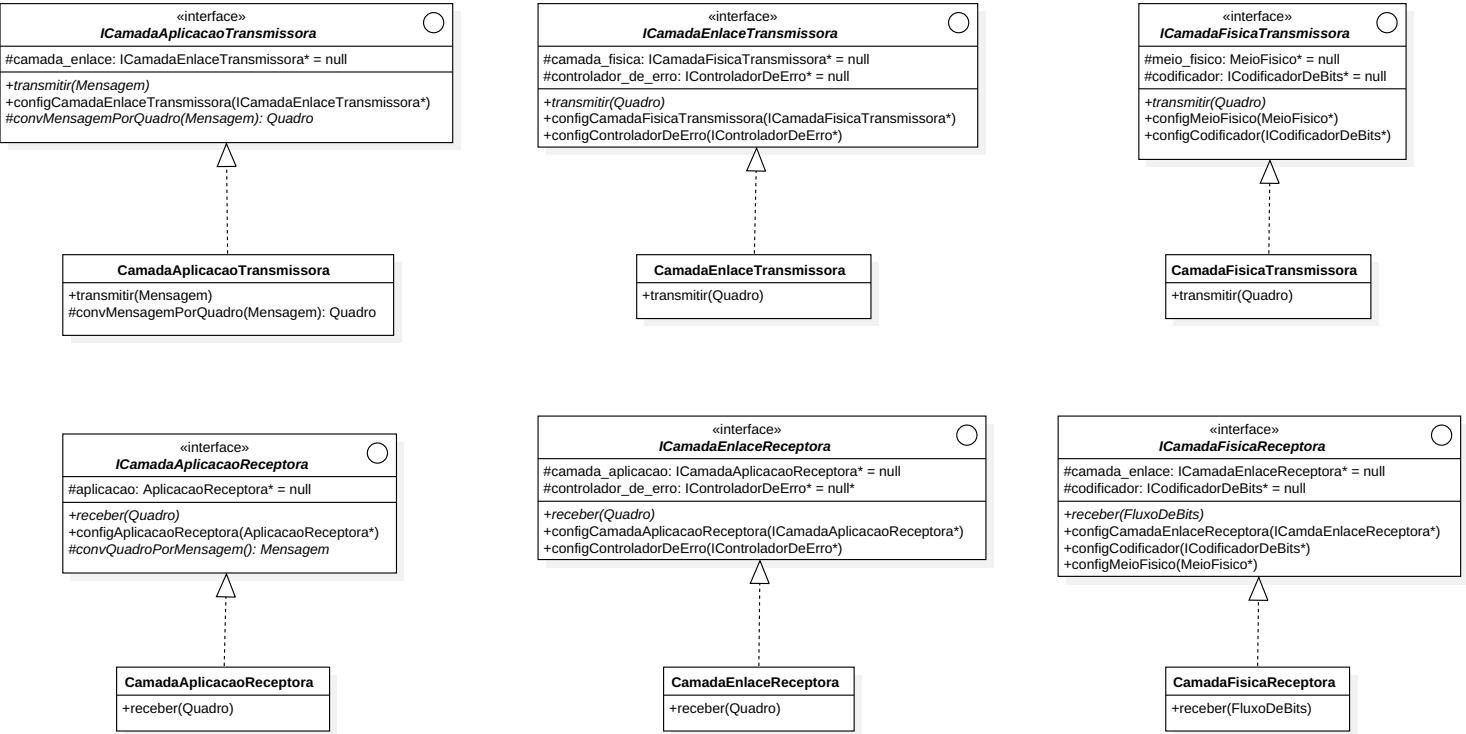 «interface»
ICamadaAplicacaoTransmissora
#camada_enlace: ICamadaEnlaceTransmissora* = null
+transmitir(Mensagem)
+configCamadaEnlaceTransmissora(ICamadaEnlaceTransmissora*)
#convMensagemPorQuadro(Mensagem): Quadro
«interface»
ICamadaEnlaceTransmissora
#camada_fisica: ICamadaFisicaTransmissora* = null
#controlador_de_erro: IControladorDeErro* = null
+transmitir(Quadro)
+configCamadaFisicaTransmissora(ICamadaFisicaTransmissora*)
+configControladorDeErro(IControladorDeErro*)
«interface»
ICamadaFisicaTransmissora
#meio_fisico: MeioFisico* = null
#codificador: ICodificadorDeBits* = null
+transmitir(Quadro)
+configMeioFisico(MeioFisico*)
+configCodificador(ICodificadorDeBits*)
CamadaAplicacaoTransmissora
+transmitir(Mensagem)
#convMensagemPorQuadro(Mensagem): Quadro
CamadaEnlaceTransmissora
+transmitir(Quadro)
CamadaFisicaTransmissora
+transmitir(Quadro)
«interface»
ICamadaAplicacaoReceptora
#aplicacao: AplicacaoReceptora* = null
+receber(Quadro)
+configAplicacaoReceptora(AplicacaoReceptora*)
#convQuadroPorMensagem(): Mensagem
«interface»
ICamadaEnlaceReceptora
#camada_aplicacao: ICamadaAplicacaoReceptora* = null
#controlador_de_erro: IControladorDeErro* = null*
+receber(Quadro)
+configCamadaAplicacaoReceptora(ICamadaAplicacaoReceptora*)
+configControladorDeErro(IControladorDeErro*)
«interface»
ICamadaFisicaReceptora
#camada_enlace: ICamadaEnlaceReceptora* = null
#codificador: ICodificadorDeBits* = null
+receber(FluxoDeBits)
+configCamadaEnlaceReceptora(ICamdaEnlaceReceptora*)
+configCodificador(ICodificadorDeBits*)
+configMeioFisico(MeioFisico*)
CamadaAplicacaoReceptora
+receber(Quadro)
CamadaEnlaceReceptora
+receber(Quadro)
CamadaFisicaReceptora
+receber(FluxoDeBits)